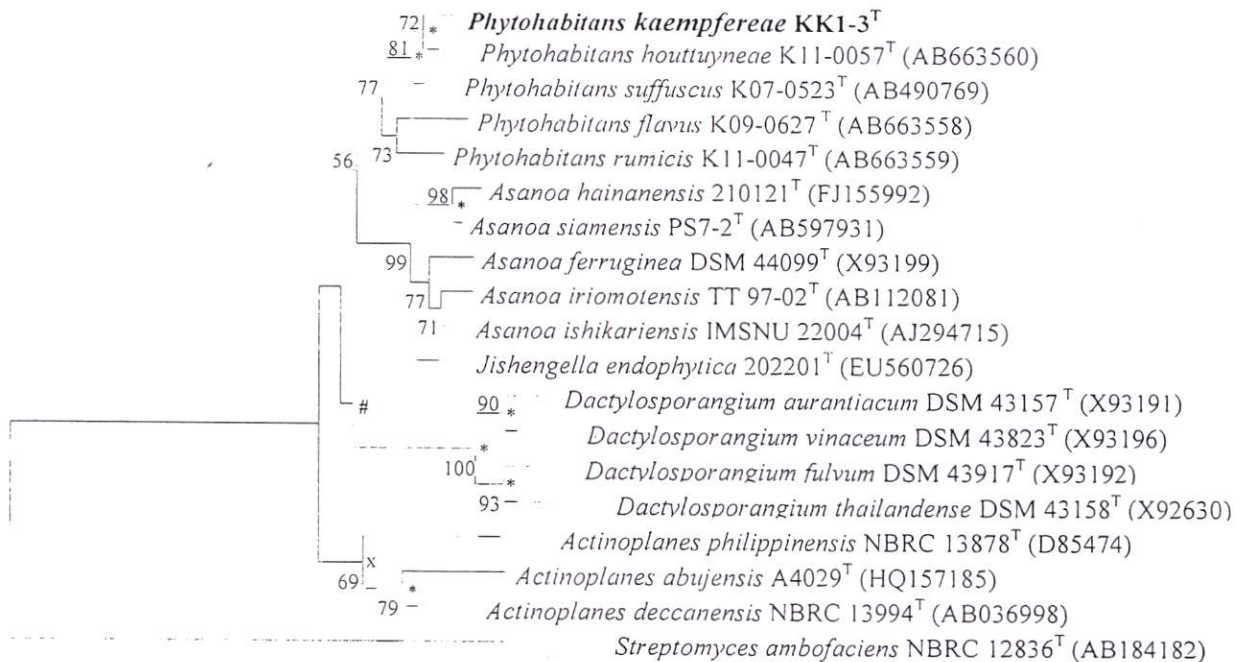 72 * Phytohabitans kaempfereae KK1-3T
81 * Phytohabitans houttuyneae K11-0057T (AB663560)
77 Phytohabitans suffuscus K07-0523T (AB490769)
Phytohabitans flavus K09-0627T (AB663558)
73 Phytohabitans rumicis K11-0047T (AB663559)
56
98 * Asanoa hainanensis 210121T (FJ155992)
Asanoa siamensis PS7-2T (AB597931)
99 Asanoa ferruginea DSM 44099T (X93199)
77 Asanoa iriomotensis TT 97-02T (AB112081)
71 Asanoa ishikariensis IMSNU 22004T (AJ294715)
Jishengella endophytica 202201T (EU560726)
# 90 * Dactylosporangium aurantiacum DSM 43157T (X93191)
* Dactylosporangium vinaceum DSM 43823T (X93196)
100 * Dactylosporangium fulvum DSM 43917T (X93192)
93 Dactylosporangium thailandense DSM 43158T (X92630)
Actinoplanes philippinensis NBRC 13878T (D85474)
x
69 * Actinoplanes abujensis A4029T (HQ157185)
79 Actinoplanes deccanensis NBRC 13994T (AB036998)
Streptomyces ambofaciens NBRC 12836T (AB184182)